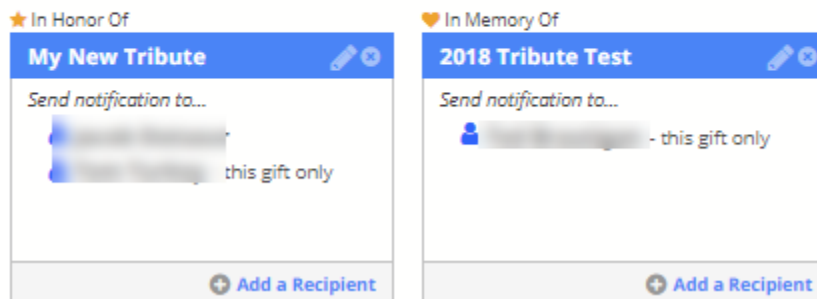 In Honor Of
My New Tribute
Send notification to...
this gift only
Add a Recipient
In Memory Of
2018 Tribute Test
Send notification to...
- this gift only
Add a Recipient